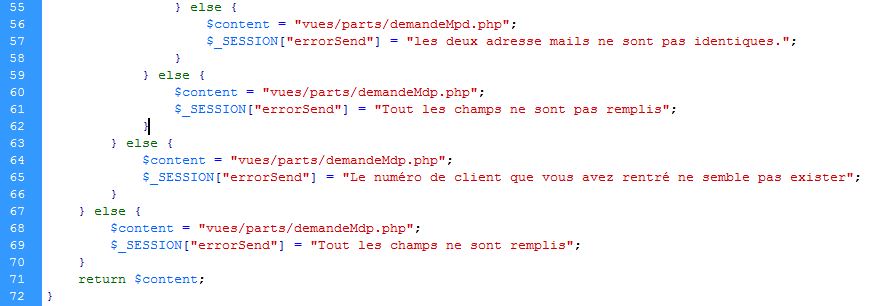 55 } else {
56 $content = "vues/parts/demandeMpd.php";
57 $_SESSION["errorSend"] = "les deux adresse mails ne sont pas identiques.";
58 }
59 } else {
60 $content = "vues/parts/demandeMdp.php";
61 $_SESSION["errorSend"] = "Tout les champs ne sont pas remplis";
62 }
63 } else {
64 $content = "vues/parts/demandeMdp.php";
65 $_SESSION["errorSend"] = "Le numéro de client que vous avez rentré ne semble pas exister";
66 }
67 } else {
68 $content = "vues/parts/demandeMdp.php";
69 $_SESSION["errorSend"] = "Tout les champs ne sont remplis";
70 }
71 return $content;
72 }